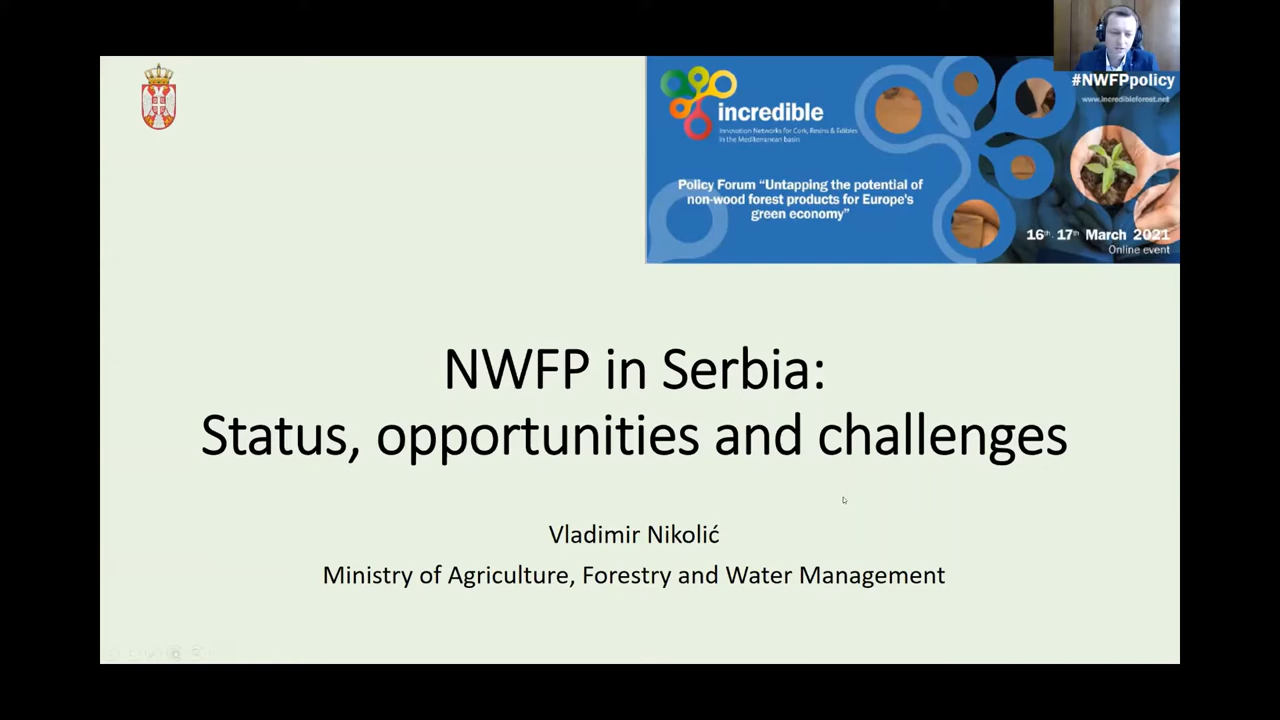 #NWFPpolicy
www.incredibleforest.net
incredible
Innovation Networks for Cork, Resins & Edibles
in the Mediterranean basin
Policy Forum “Untapping the potential of
non-wood forest products for Europe's
green economy”
16th - 17th March 2021
Online event
NWFP in Serbia:
Status, opportunities and challenges
Vladimir Nikolić
Ministry of Agriculture, Forestry and Water Management